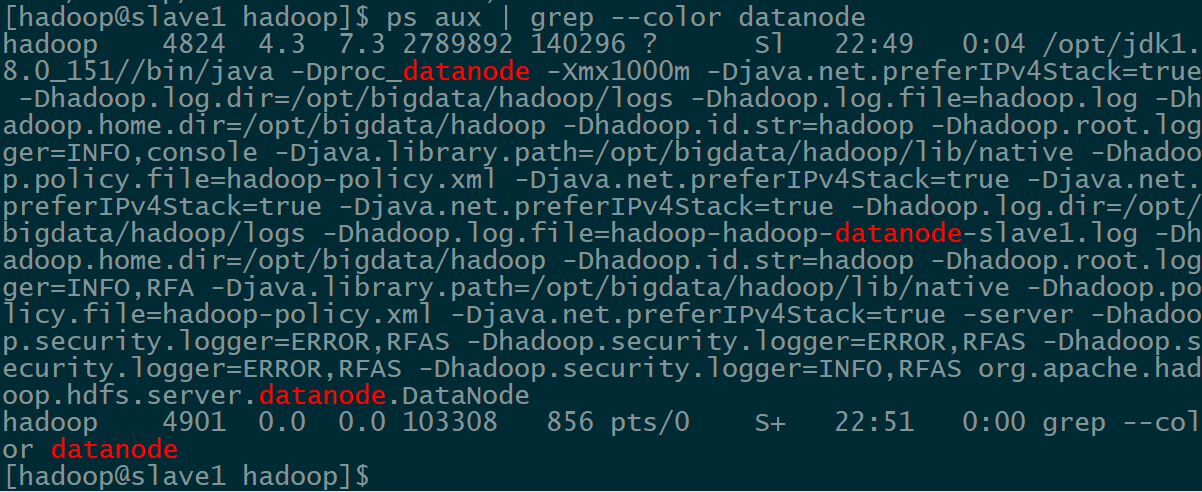 [hadoop@slave1 hadoop]$ ps aux | grep --color datanode
hadoop    4824  4.3  7.3 2789892 140296 ?      Sl   22:49   0:04 /opt/jdk1.
8.0_151//bin/java -Dproc_datanode -Xmx1000m -Djava.net.preferIPv4Stack=true
 -Dhadoop.log.dir=/opt/bigdata/hadoop/logs -Dhadoop.log.file=hadoop.log -Dh
adoop.home.dir=/opt/bigdata/hadoop -Dhadoop.id.str=hadoop -Dhadoop.root.log
ger=INFO,console -Djava.library.path=/opt/bigdata/hadoop/lib/native -Dhadoo
p.policy.file=hadoop-policy.xml -Djava.net.preferIPv4Stack=true -Djava.net.
preferIPv4Stack=true -Djava.net.preferIPv4Stack=true -Dhadoop.log.dir=/opt/
bigdata/hadoop/logs -Dhadoop.log.file=hadoop-hadoop-datanode-slave1.log -Dh
adoop.home.dir=/opt/bigdata/hadoop -Dhadoop.id.str=hadoop -Dhadoop.root.log
ger=INFO,RFA -Djava.library.path=/opt/bigdata/hadoop/lib/native -Dhadoop.po
licy.file=hadoop-policy.xml -Djava.net.preferIPv4Stack=true -server -Dhadoo
p.security.logger=ERROR,RFAS -Dhadoop.security.logger=ERROR,RFAS -Dhadoop.s
ecurity.logger=ERROR,RFAS -Dhadoop.security.logger=INFO,RFAS org.apache.had
oop.hdfs.server.datanode.DataNode
hadoop    4901  0.0  0.0 103308   856 pts/0    S+   22:51   0:00 grep --col
or datanode
[hadoop@slave1 hadoop]$